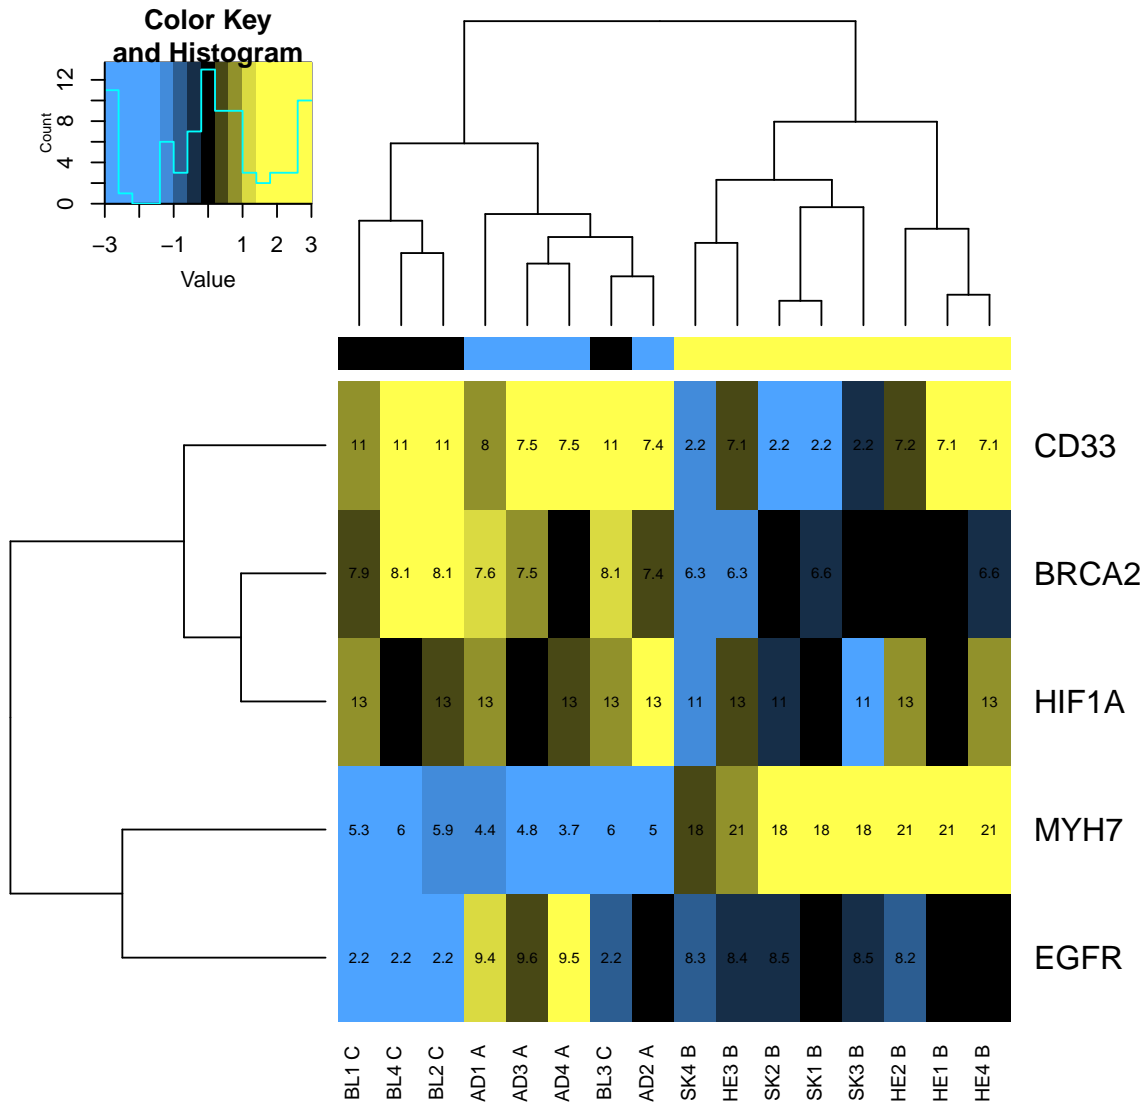 Color Key
and Histogram
Count
0 4 8 12
−3 −1 1 2 3
Value
11 11 11 8 7.5 7.5 11 7.4 2.2 7.1 2.2 2.2 2.2 7.2 7.1 7.1 CD33
7.9 8.1 8.1 7.6 7.5 8.1 7.4 6.3 6.3 6.6 6.6 BRCA2
13 13 13 13 13 13 11 13 11 11 13 13 HIF1A
5.3 6 5.9 4.4 4.8 3.7 6 5 18 21 18 18 18 21 21 21 MYH7
2.2 2.2 2.2 9.4 9.6 9.5 2.2 8.3 8.4 8.5 8.5 8.2 EGFR
BL1 C BL4 C BL2 C AD1 A AD3 A AD4 A BL3 C AD2 A SK4 B HE3 B SK2 B SK1 B SK3 B HE2 B HE1 B HE4 B